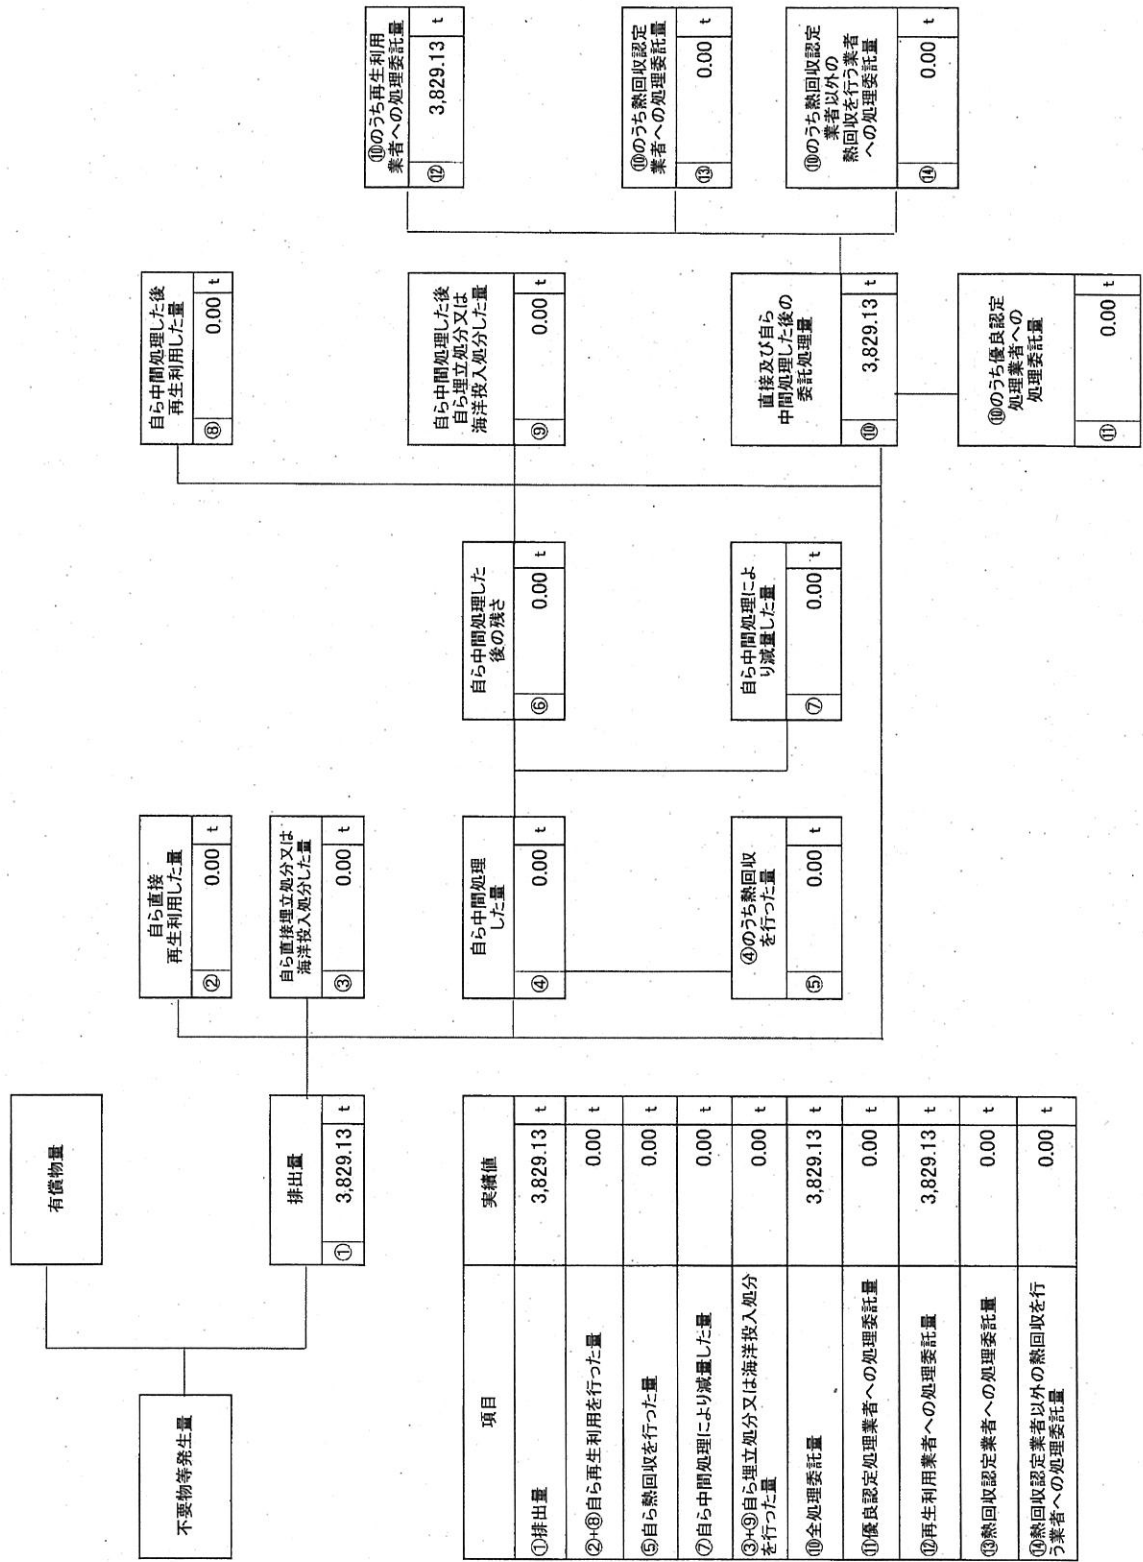 不要物等発生量
有償物量
排出量
① 3,829.13 t
自ら直接
再生利用した量
② 0.00 t
自ら直接埋立処分又は
海洋投入処分した量
③ 0.00 t
自ら中間処理
した量
④ 0.00 t
④のうち熱回収
を行った量
⑤ 0.00 t
自ら中間処理した
後の残さ
⑥ 0.00 t
自ら中間処理によ
り減量した量
⑦ 0.00 t
自ら中間処理した後
再生利用した量
⑧ 0.00 t
自ら中間処理した後
自ら埋立処分又は
海洋投入処分した量
⑨ 0.00 t
直接及び自ら
中間処理した後の
委託処理量
⑩ 3,829.13 t
⑩のうち優良認定
処理業者への
処理委託量
⑪ 0.00 t
⑩のうち再生利用
業者への処理委託量
⑫ 3,829.13 t
⑩のうち熱回収認定
業者への処理委託量
⑬ 0.00 t
⑩のうち熱回収認定
業者以外の
熱回収を行う業者
への処理委託量
⑭ 0.00 t
項目 実績値
①排出量 3,829.13 t
②+⑧自ら再生利用を行った量 0.00 t
⑤自ら熱回収を行った量 0.00 t
⑦自ら中間処理により減量した量 0.00 t
③+⑨自ら埋立処分又は海洋投入処分
を行った量 0.00 t
⑩全処理委託量 3,829.13 t
⑪優良認定処理業者への処理委託量 0.00 t
⑫再生利用業者への処理委託量 3,829.13 t
⑬熱回収認定業者への処理委託量 0.00 t
⑭熱回収認定業者以外の熱回収を行
う業者への処理委託量 0.00 t